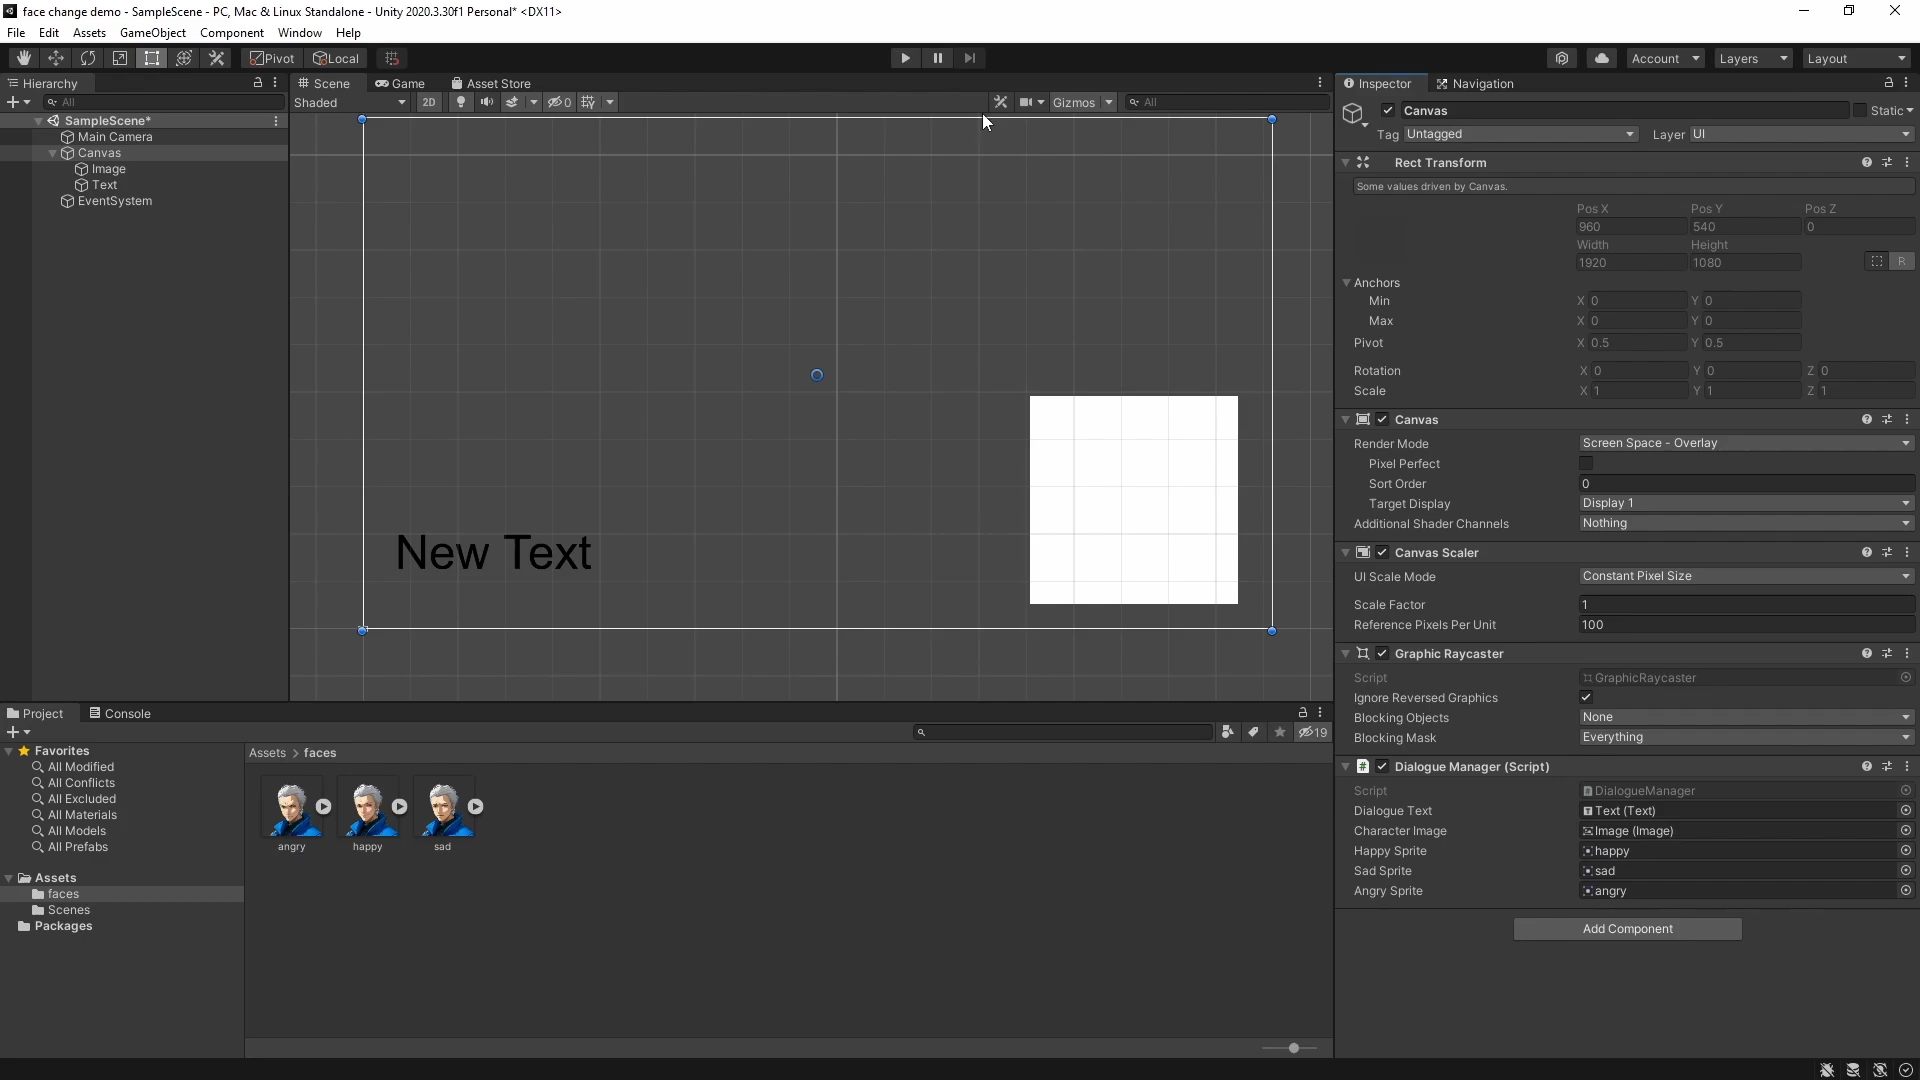 face change demo - SampleScene - PC, Mac & Linux Standalone - Unity 2020.3.30f1 Personal* <DX11>
File Edit Assets GameObject Component Window Help
Pivot Local Account Layers Layout
Hierarchy
All
SampleScene*
Main Camera
Canvas
Image
Text
EventSystem
Scene Game Asset Store
Shaded 2D 0 Gizmos All
New Text
Inspector Navigation
Canvas Static
Tag Untagged Layer UI
Rect Transform
Some values driven by Canvas.
Pos X Pos Y Pos Z
960 540 0
Width Height
1920 1080 R
Anchors
Min X 0 Y 0
Max X 0 Y 0
Pivot X 0.5 Y 0.5
Rotation X 0 Y 0 Z 0
Scale X 1 Y 1 Z 1
Canvas
Render Mode Screen Space - Overlay
Pixel Perfect
Sort Order 0
Target Display Display 1
Additional Shader Channels Nothing
Canvas Scaler
UI Scale Mode Constant Pixel Size
Scale Factor 1
Reference Pixels Per Unit 100
Graphic Raycaster
Script GraphicRaycaster
Ignore Reversed Graphics
Blocking Objects None
Blocking Mask Everything
Dialogue Manager (Script)
Script DialogueManager
Dialogue Text Text (Text)
Character Image Image (Image)
Happy Sprite happy
Sad Sprite sad
Angry Sprite angry
Add Component
Project Console
19
Favorites
All Modified
All Conflicts
All Excluded
All Materials
All Models
All Prefabs
Assets
faces
Scenes
Packages
Assets > faces
angry happy sad